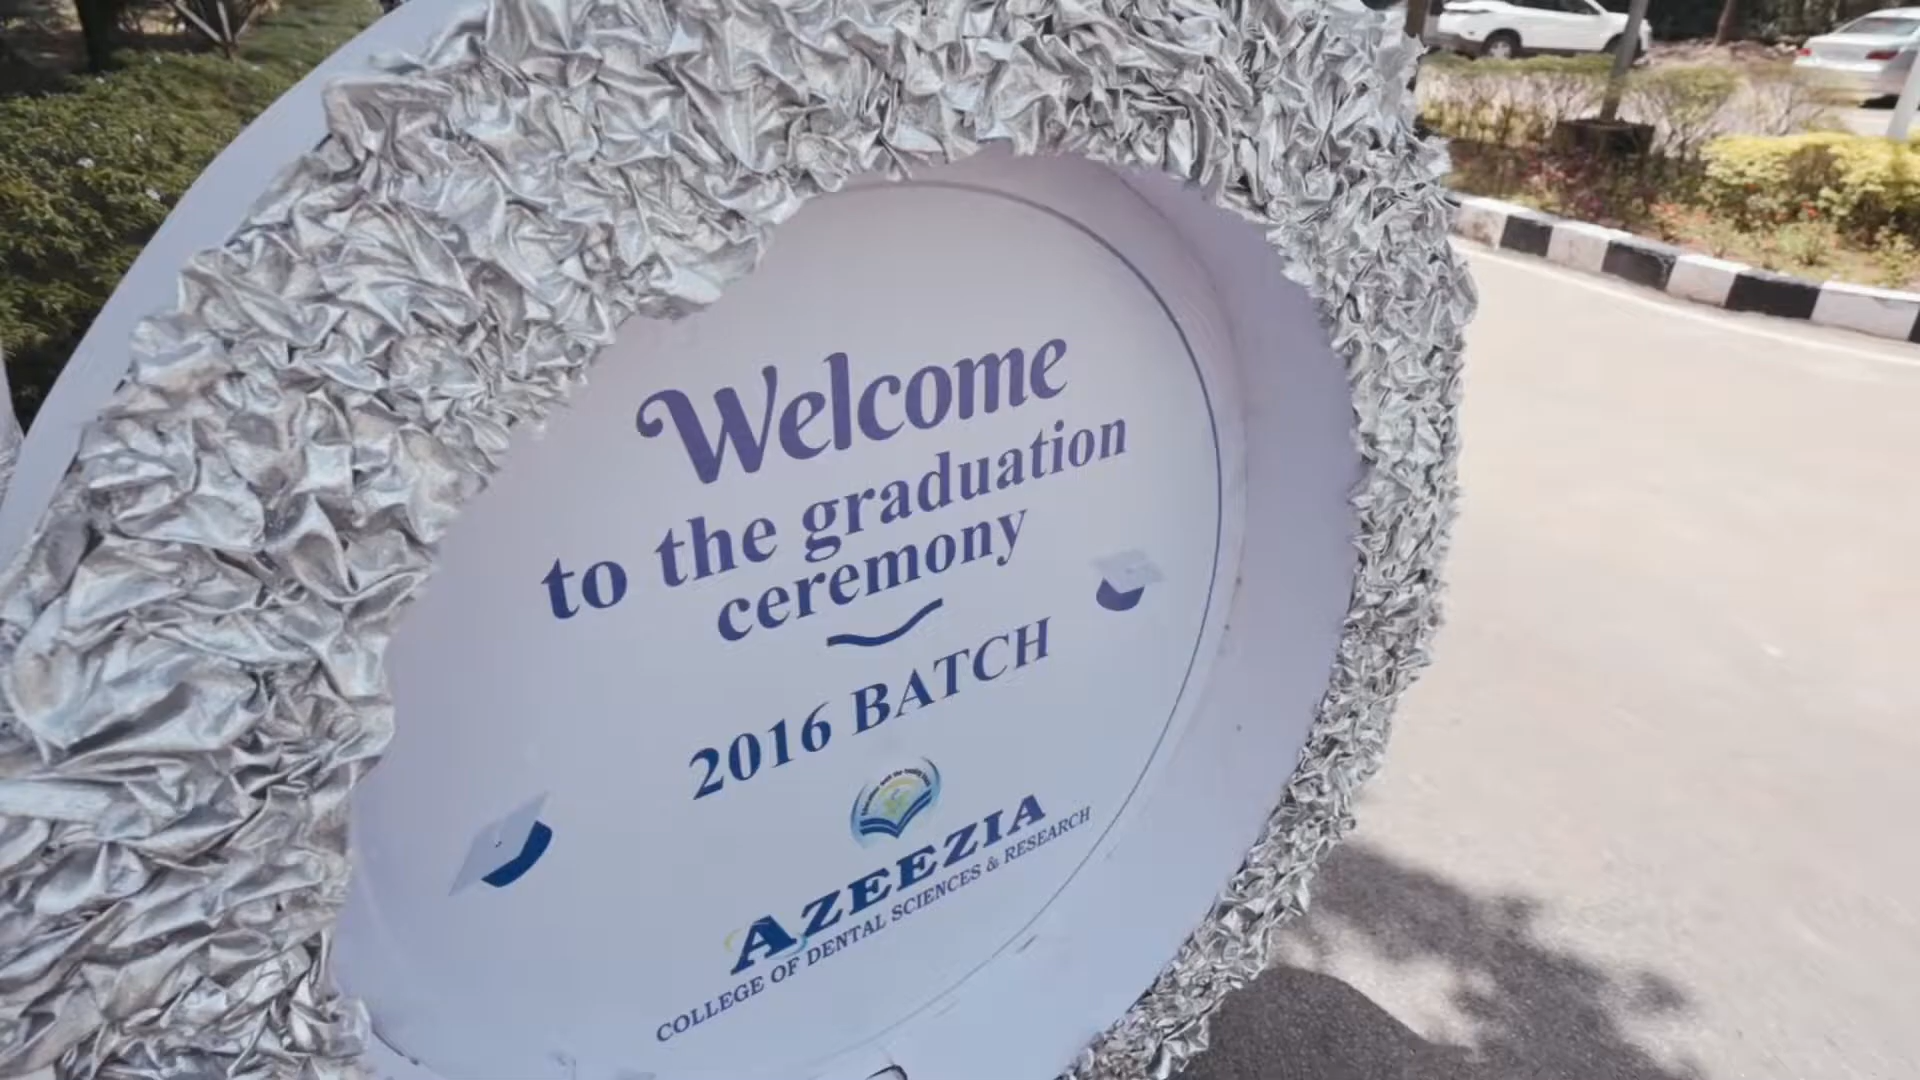 Welcome
to the graduation
ceremony
2016 BATCH
AZEEZIA
COLLEGE OF DENTAL SCIENCES & RESEARCH